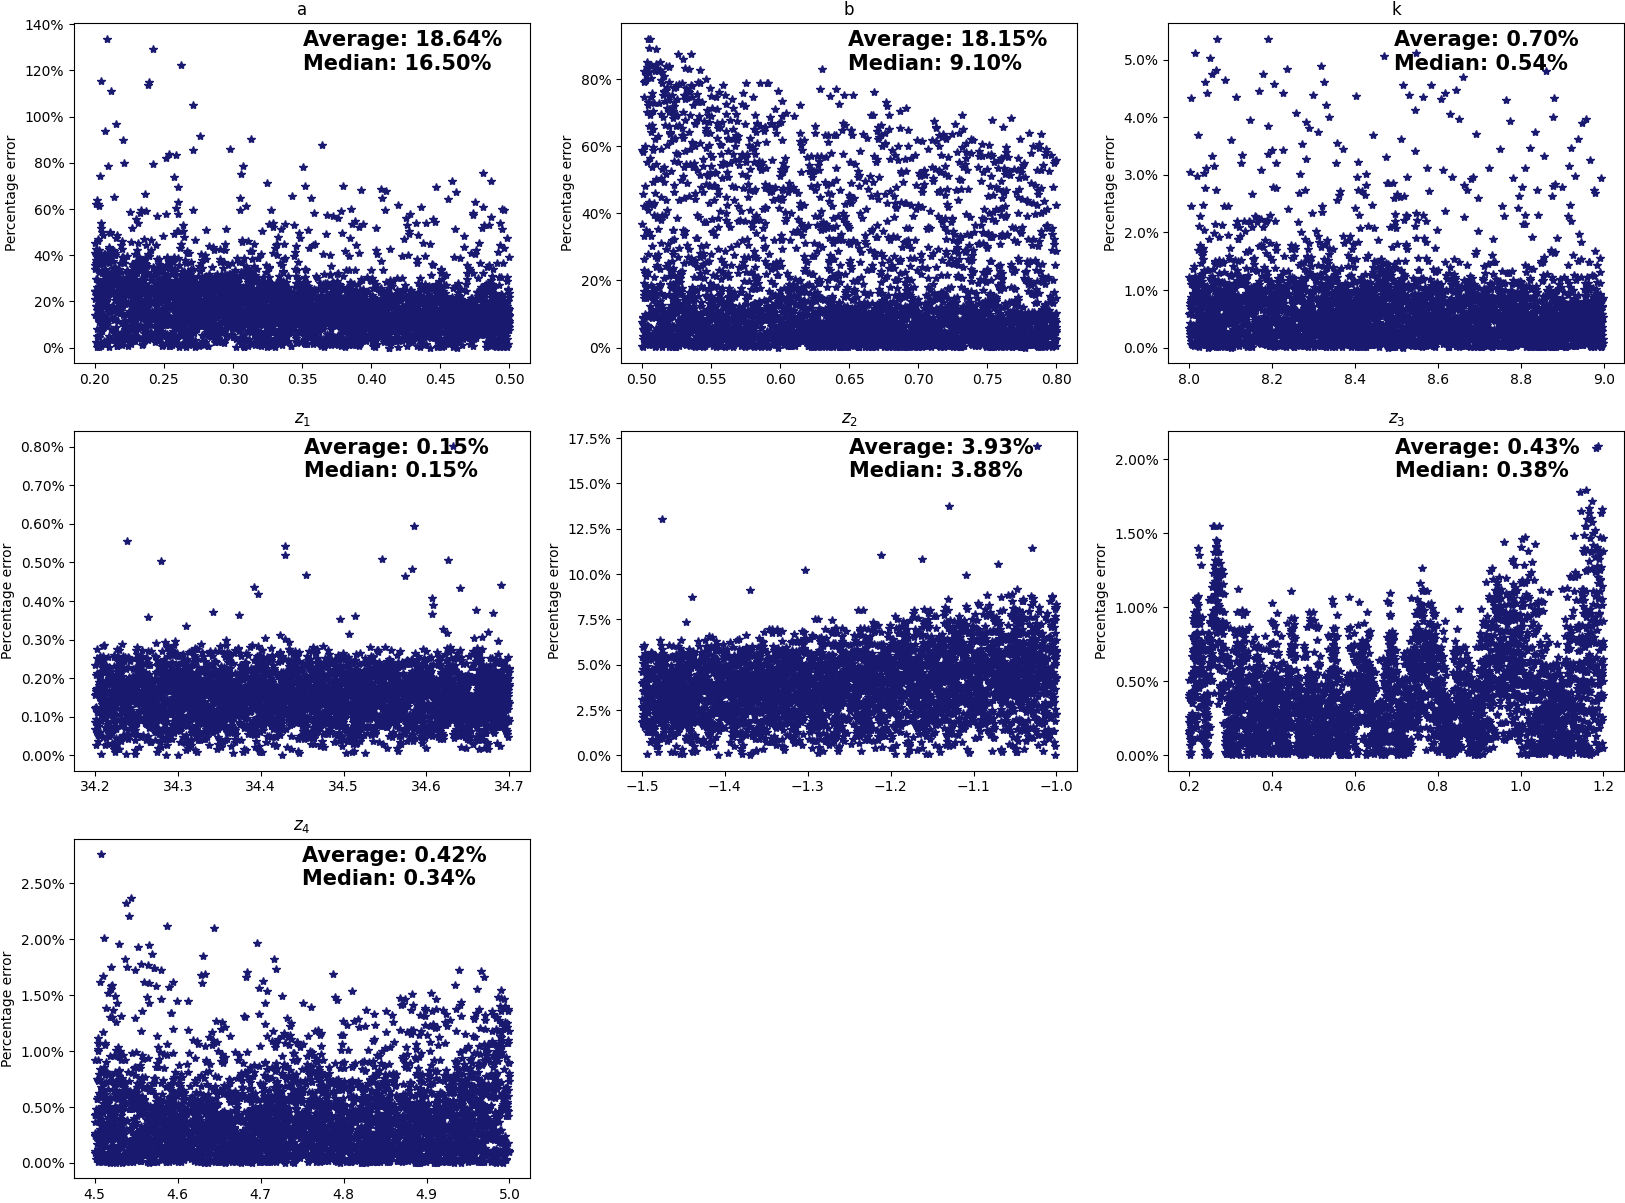 a
140%
120%
100%
80%
60%
40%
20%
0%
Percentage error
Average: 18.64%
Median: 16.50%
0.20 0.25 0.30 0.35 0.40 0.45 0.50
b
80%
60%
40%
20%
0%
Percentage error
Average: 18.15%
Median: 9.10%
0.50 0.55 0.60 0.65 0.70 0.75 0.80
k
5.0%
4.0%
3.0%
2.0%
1.0%
0.0%
Percentage error
Average: 0.70%
Median: 0.54%
8.0 8.2 8.4 8.6 8.8 9.0
z₁
0.80%
0.70%
0.60%
0.50%
0.40%
0.30%
0.20%
0.10%
0.00%
Percentage error
Average: 0.15%
Median: 0.15%
34.2 34.3 34.4 34.5 34.6 34.7
z₂
17.5%
15.0%
12.5%
10.0%
7.5%
5.0%
2.5%
0.0%
Percentage error
Average: 3.93%
Median: 3.88%
−1.5 −1.4 −1.3 −1.2 −1.1 −1.0
z₃
2.00%
1.50%
1.00%
0.50%
0.00%
Percentage error
Average: 0.43%
Median: 0.38%
0.2 0.4 0.6 0.8 1.0 1.2
z₄
2.50%
2.00%
1.50%
1.00%
0.50%
0.00%
Percentage error
Average: 0.42%
Median: 0.34%
4.5 4.6 4.7 4.8 4.9 5.0